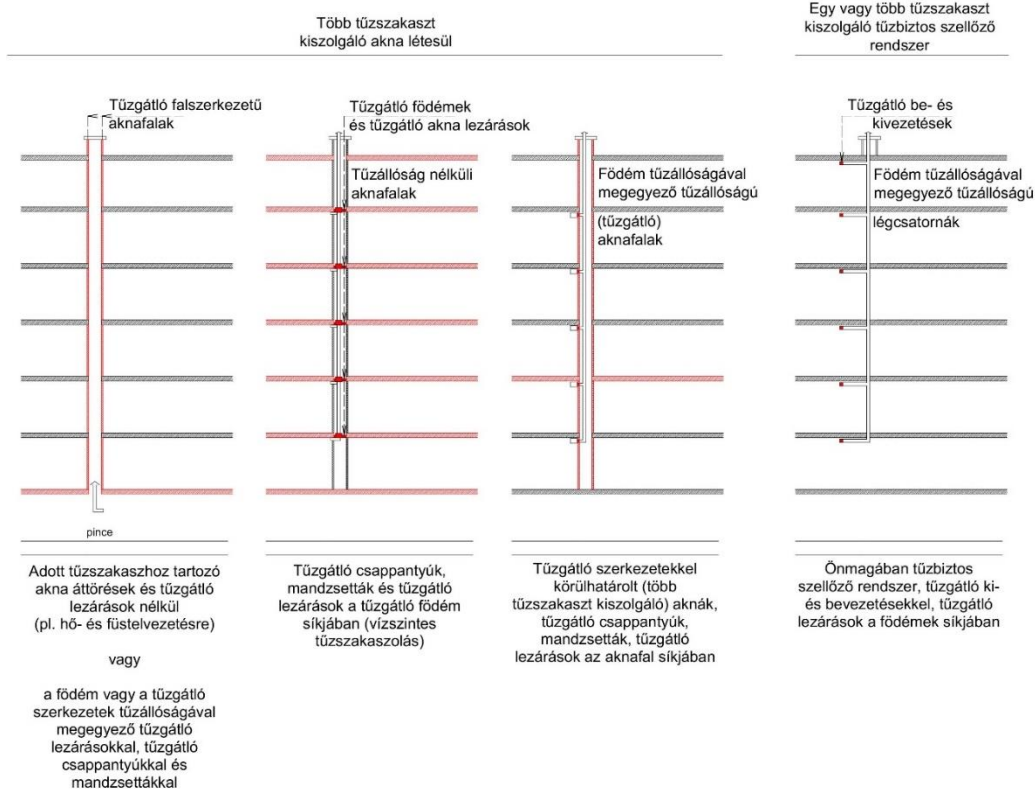 Több tűzszakaszt
kiszolgáló akna létesül
Egy vagy több tűzszakaszt
kiszolgáló tűzbiztos szellőző
rendszer
Tűzgátló falszerkezetű
aknafalak
Tűzgátló födémek
és tűzgátló akna lezárások
Tűzállóság nélküli
aknafalak
Födém tűzállóságával
megegyező tűzállóságú
(tűzgátló)
aknafalak
Tűzgátló be- és
kivezetések
Födém tűzállóságával
megegyező tűzállóságú
légcsatornák
pince
Adott tűzszakaszhoz tartozó
akna áttörések és tűzgátló
lezárások nélkül
(pl. hő- és füstelvezetésre)
vagy
a födém vagy a tűzgátló
szerkezetek tűzállóságával
megegyező tűzgátló
lezárásokkal, tűzgátló
csappantyúkkal és
mandzsettákkal
Tűzgátló csappantyúk,
mandzsetták és tűzgátló
lezárások a tűzgátló födém
síkjában (vízszintes
tűzszakaszolás)
Tűzgátló szerkezetekkel
körülhatárolt (több
tűzszakaszt kiszolgáló) aknák,
tűzgátló csappantyúk,
mandzsetták, tűzgátló
lezárások az aknafal síkjában
Önmagában tűzbiztos
szellőző rendszer, tűzgátló ki-
és bevezetésekkel, tűzgátló
lezárások a födémek síkjában